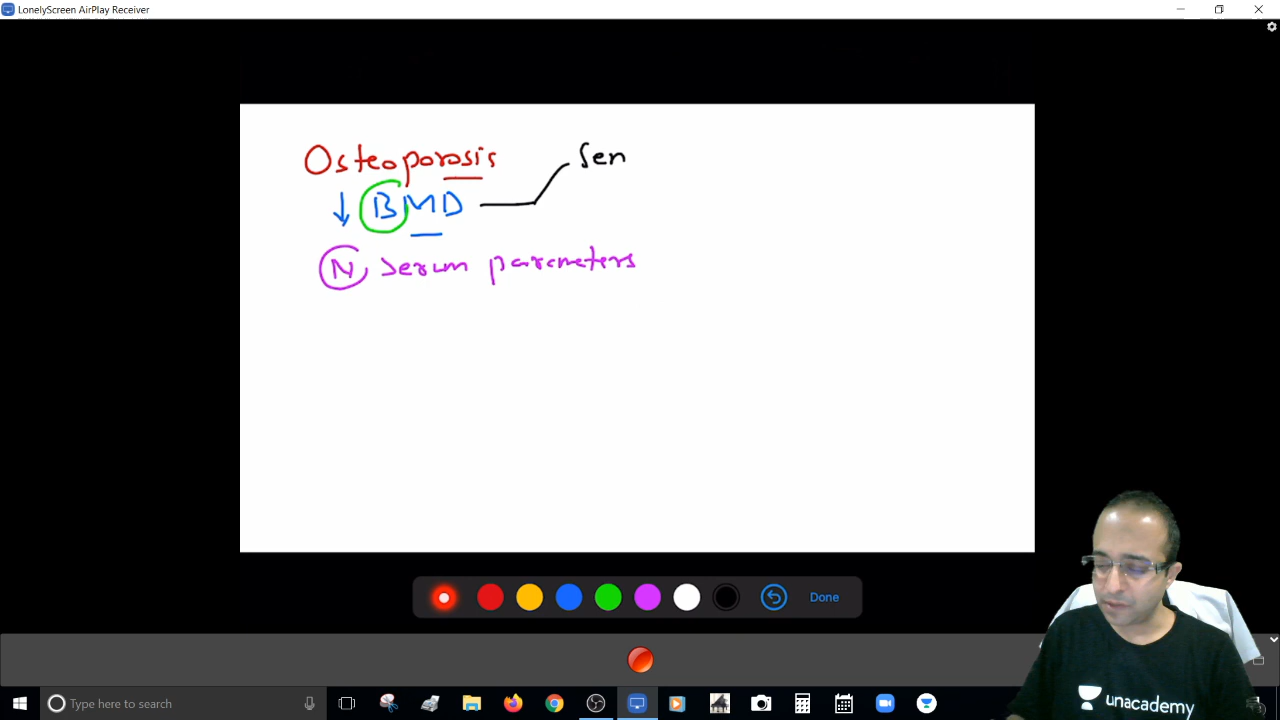 LonelyScreen AirPlay Receiver
Osteoporosis
↓ BMD — Sen
N Serum parameters
Done
unacademy
Type here to search